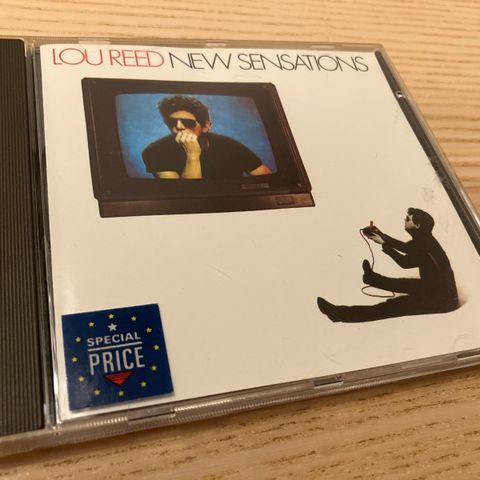 LOU REED NEW SENSATIONS
SPECIAL
PRICE